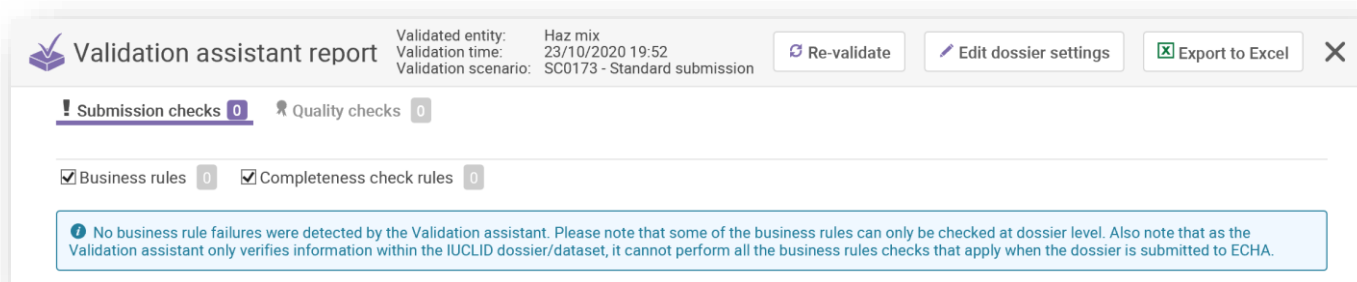 Validation assistant report
Validated entity: Haz mix
Validation time: 23/10/2020 19:52
Validation scenario: SC0173 - Standard submission
Re-validate
Edit dossier settings
Export to Excel
Submission checks 0 Quality checks 0
Business rules 0 Completeness check rules 0
No business rule failures were detected by the Validation assistant. Please note that some of the business rules can only be checked at dossier level. Also note that as the
Validation assistant only verifies information within the IUCLID dossier/dataset, it cannot perform all the business rules checks that apply when the dossier is submitted to ECHA.